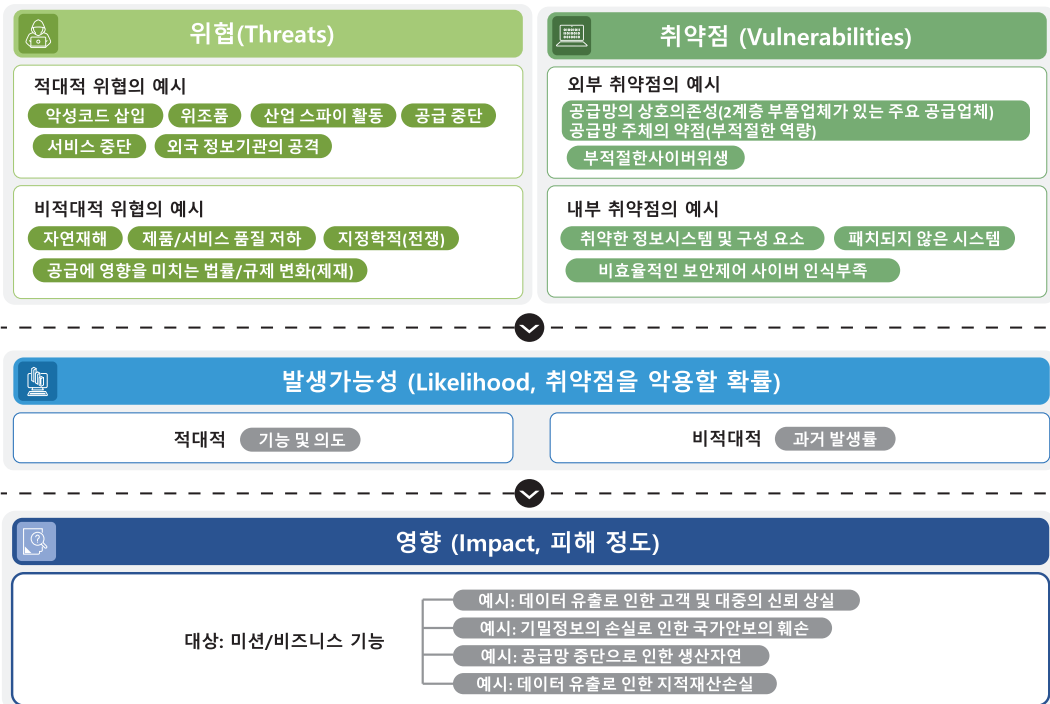 위협(Threats)
적대적 위협의 예시
악성코드 삽입
위조품
산업 스파이 활동
공급 중단
서비스 중단
외국 정보기관의 공격
비적대적 위협의 예시
자연재해
제품/서비스 품질 저하
지정학적(전쟁)
공급에 영향을 미치는 법률/규제 변화(제재)
취약점 (Vulnerabilities)
외부 취약점의 예시
공급망의 상호의존성(2계층 부품업체가 있는 주요 공급업체)
공급망 주체의 약점(부적절한 역량)
부적절한사이버위생
내부 취약점의 예시
취약한 정보시스템 및 구성 요소
패치되지 않은 시스템
비효율적인 보안제어 사이버 인식부족
발생가능성 (Likelihood, 취약점을 악용할 확률)
적대적
기능 및 의도
비적대적
과거 발생률
영향 (Impact, 피해 정도)
대상: 미션/비즈니스 기능
예시: 데이터 유출로 인한 고객 및 대중의 신뢰 상실
예시: 기밀정보의 손실로 인한 국가안보의 훼손
예시: 공급망 중단으로 인한 생산자연
예시: 데이터 유출로 인한 지적재산손실